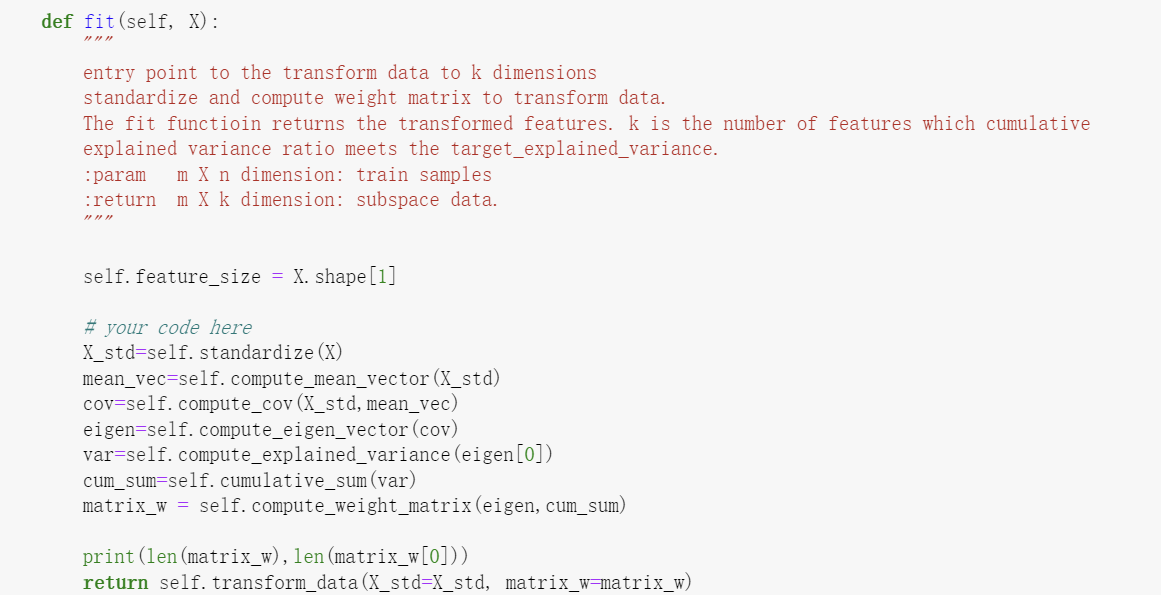 def fit(self, X):
"""
entry point to the transform data to k dimensions
standardize and compute weight matrix to transform data.
The fit functioin returns the transformed features. k is the number of features which cumulative
explained variance ratio meets the target_explained_variance.
:param   m X n dimension: train samples
:return  m X k dimension: subspace data.
"""
self.feature_size = X.shape[1]
# your code here
X_std=self.standardize(X)
mean_vec=self.compute_mean_vector(X_std)
cov=self.compute_cov(X_std,mean_vec)
eigen=self.compute_eigen_vector(cov)
var=self.compute_explained_variance(eigen[0])
cum_sum=self.cumulative_sum(var)
matrix_w = self.compute_weight_matrix(eigen,cum_sum)
print(len(matrix_w),len(matrix_w[0]))
return self.transform_data(X_std=X_std, matrix_w=matrix_w)